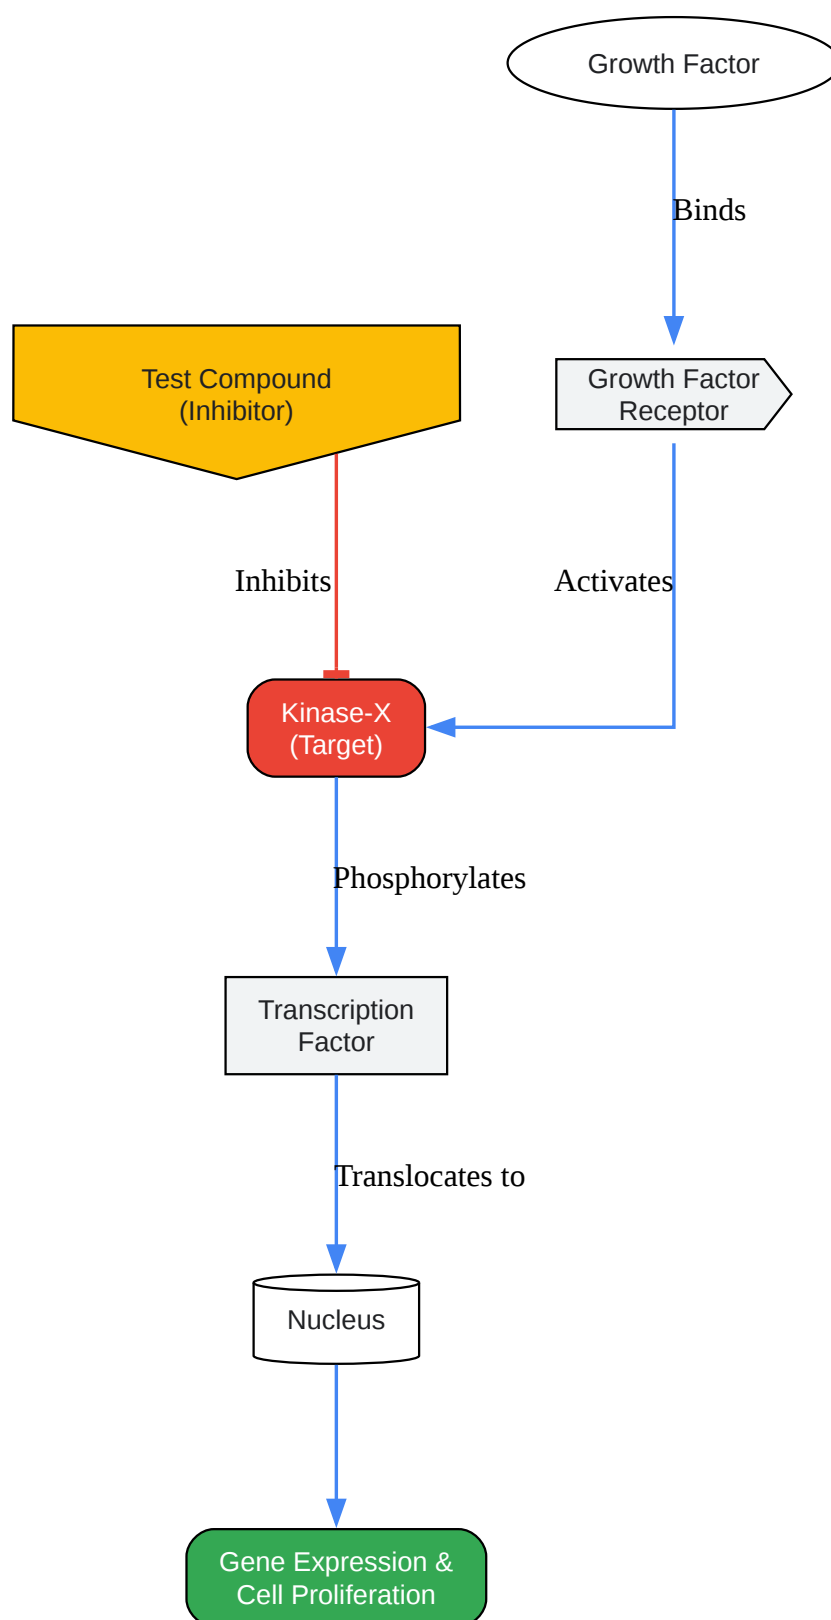 Growth Factor
Binds
Test Compound
(Inhibitor)
Growth Factor
Receptor
Inhibits
Activates
Kinase-X
(Target)
Phosphorylates
Transcription
Factor
Translocates to
Nucleus
Gene Expression &
Cell Proliferation